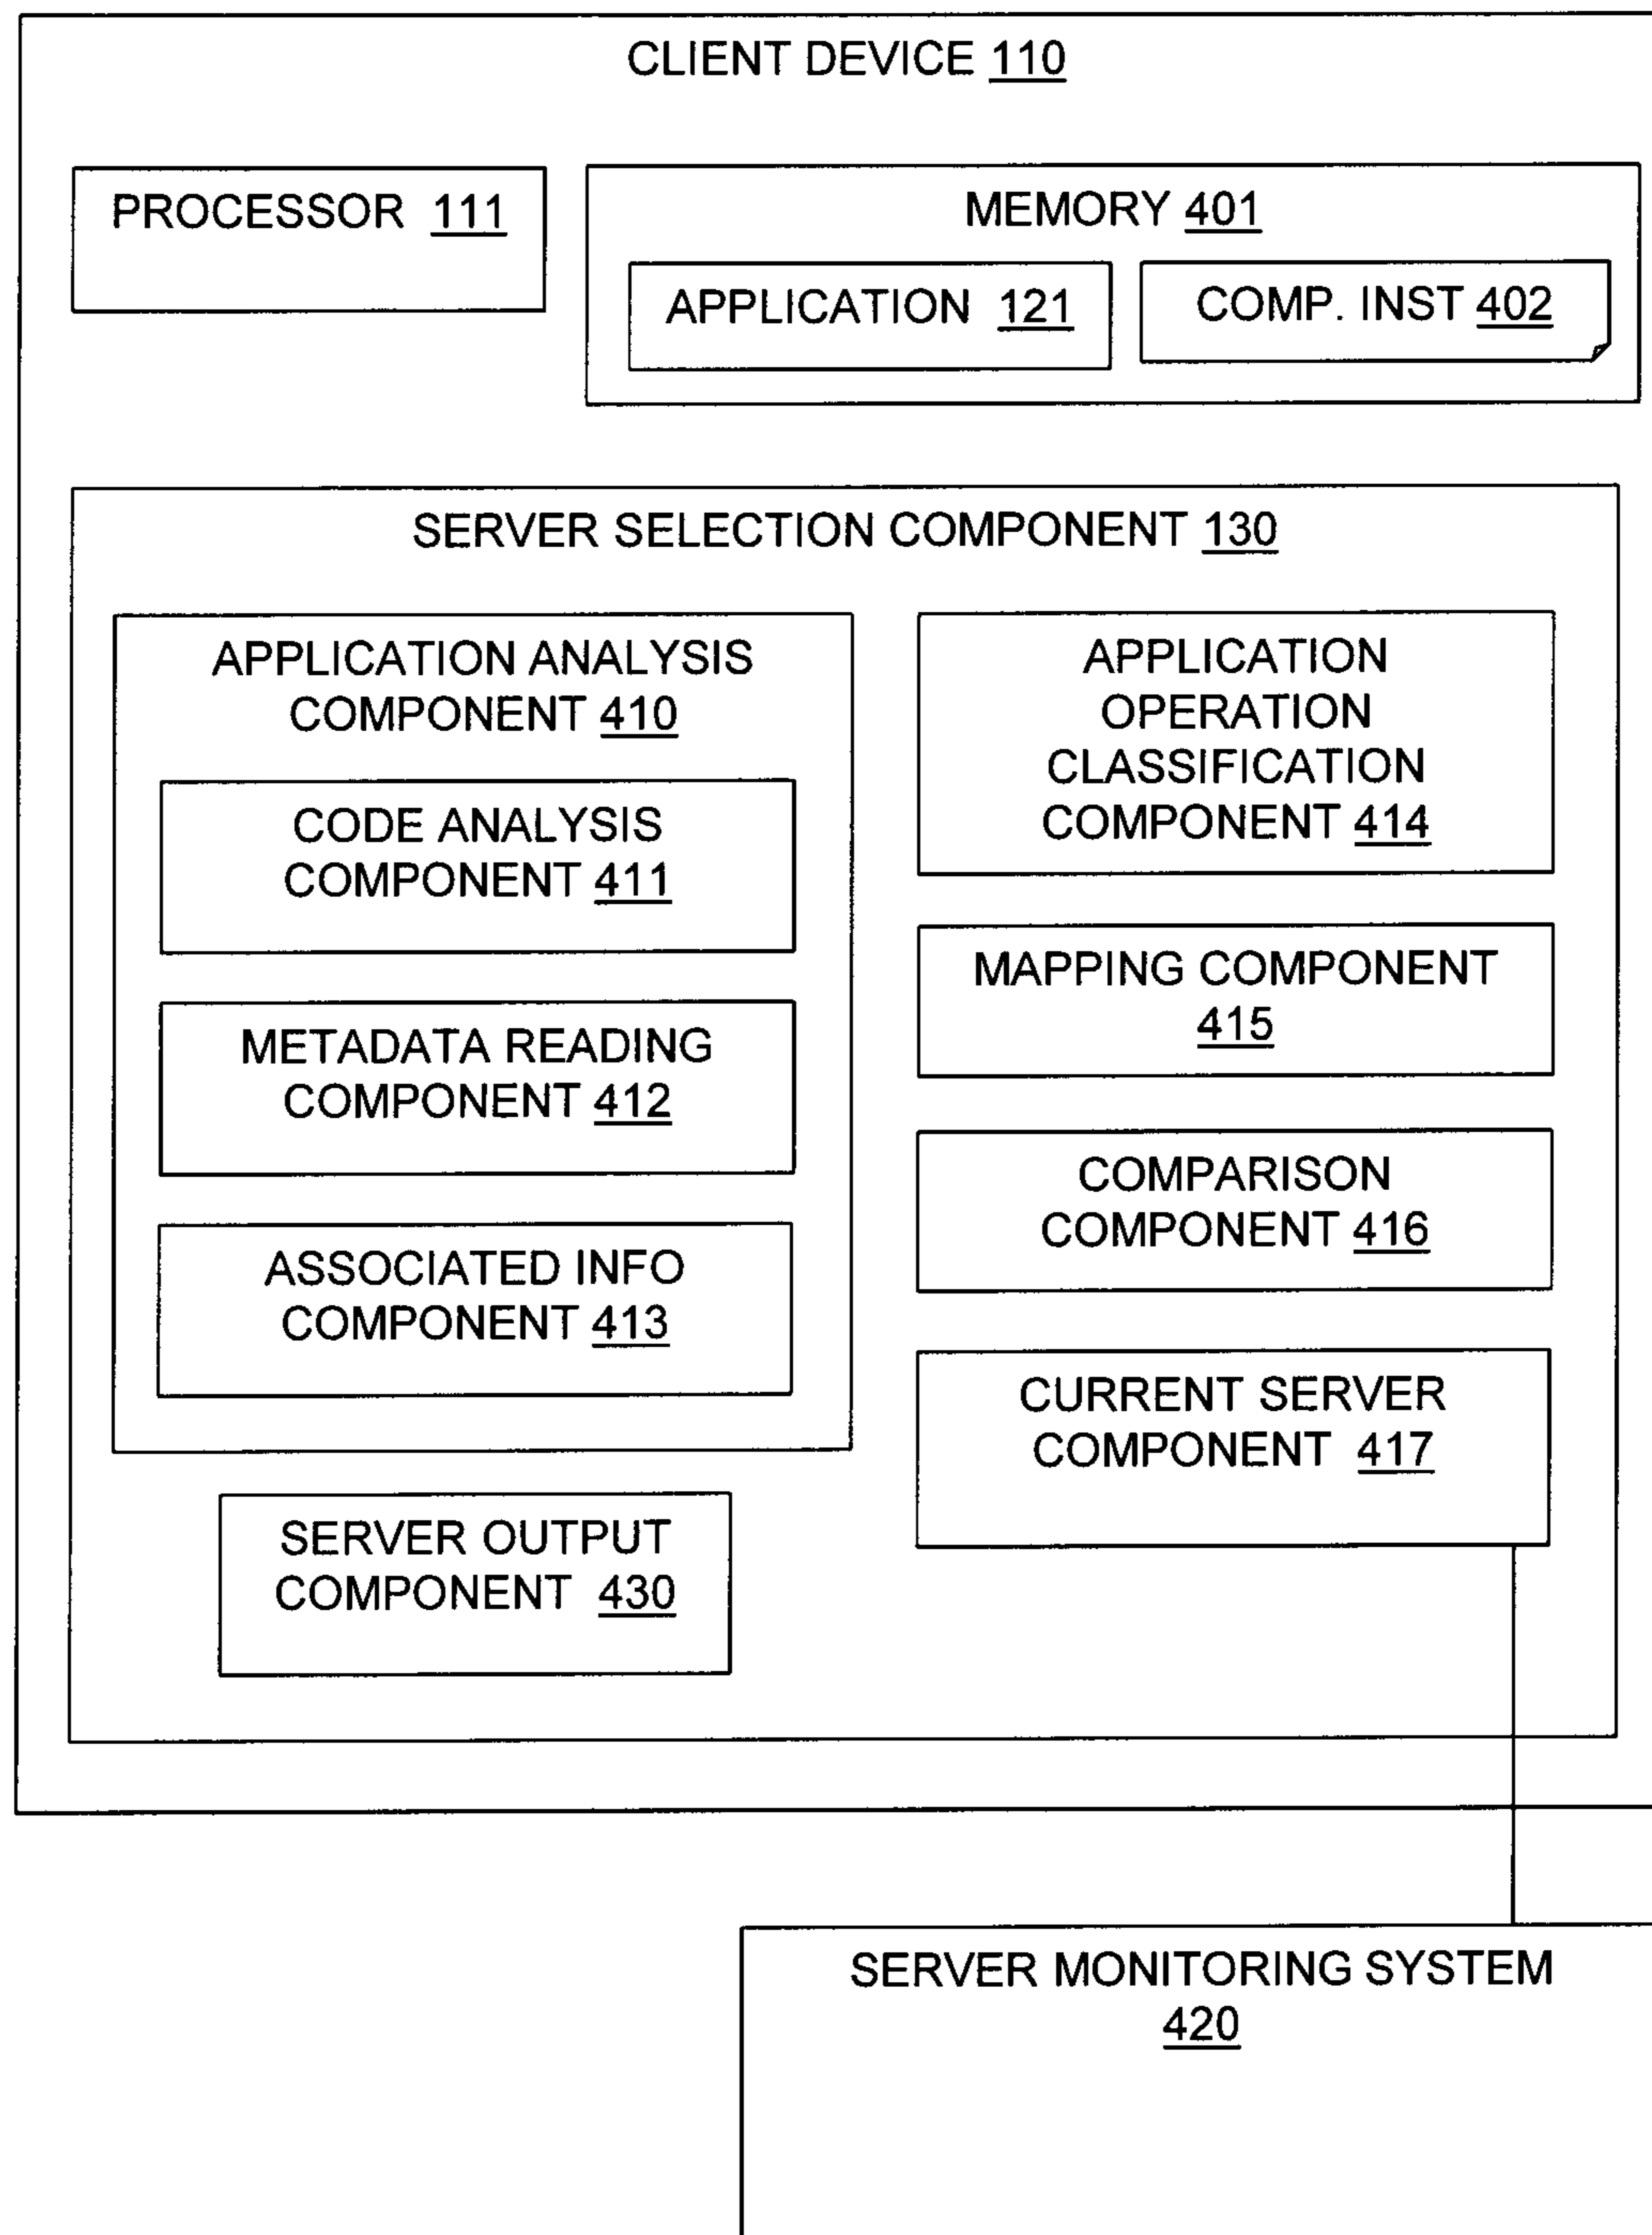 CLIENT DEVICE 110
PROCESSOR 111
MEMORY 401
APPLICATION 121
COMP. INST 402
SERVER SELECTION COMPONENT 130
APPLICATION ANALYSIS
COMPONENT 410
CODE ANALYSIS
COMPONENT 411
METADATA READING
COMPONENT 412
ASSOCIATED INFO
COMPONENT 413
SERVER OUTPUT
COMPONENT 430
APPLICATION
OPERATION
CLASSIFICATION
COMPONENT 414
MAPPING COMPONENT
415
COMPARISON
COMPONENT 416
CURRENT SERVER
COMPONENT 417
SERVER MONITORING SYSTEM
420